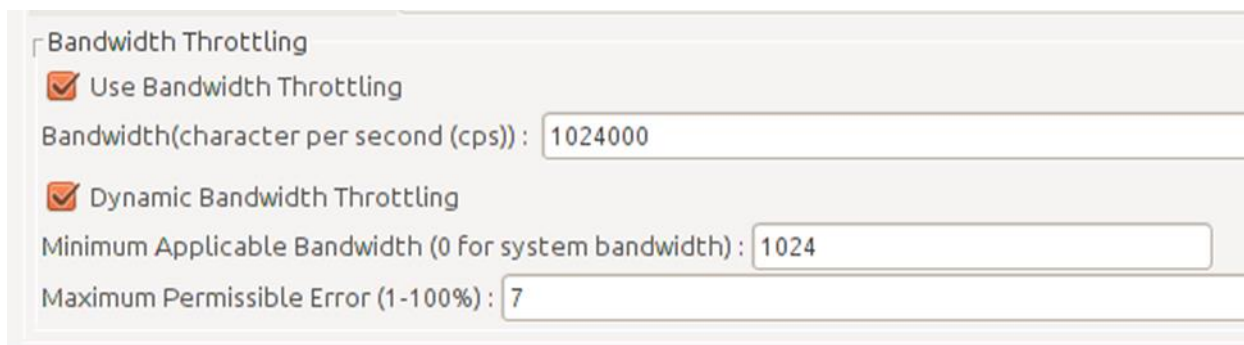 Bandwidth Throttling
Use Bandwidth Throttling
Bandwidth(character per second (cps)) : 1024000
Dynamic Bandwidth Throttling
Minimum Applicable Bandwidth (0 for system bandwidth) : 1024
Maximum Permissible Error (1-100%) : 7